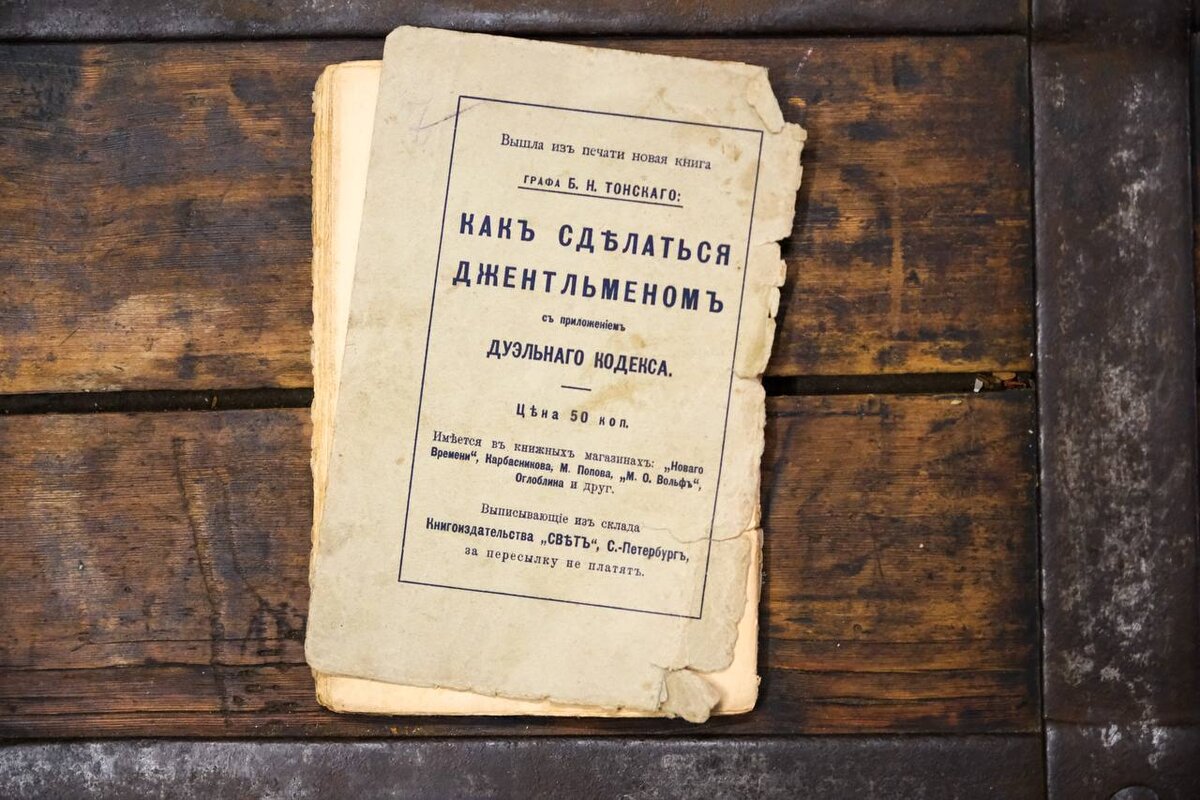 Вышла изъ печати новая книга
ГРАФА Б. Н. ТОНСКАГО:
КАКЪ СДѢЛАТЬСЯ
ДЖЕНТЛЬМЕНОМЪ
съ приложеніемъ
ДУЭЛЬНАГО КОДЕКСА.
Цѣна 50 коп.
Имѣется въ книжныхъ магазинахъ: „Новаго
Времени“, Карбасникова, М. Попова, „М. О. Вольфъ“,
Оглоблина и друг.
Выписывающіе изъ склада
Книгоиздательства „СВѢТЪ“, С.-Петербургъ,
за пересылку не платятъ.